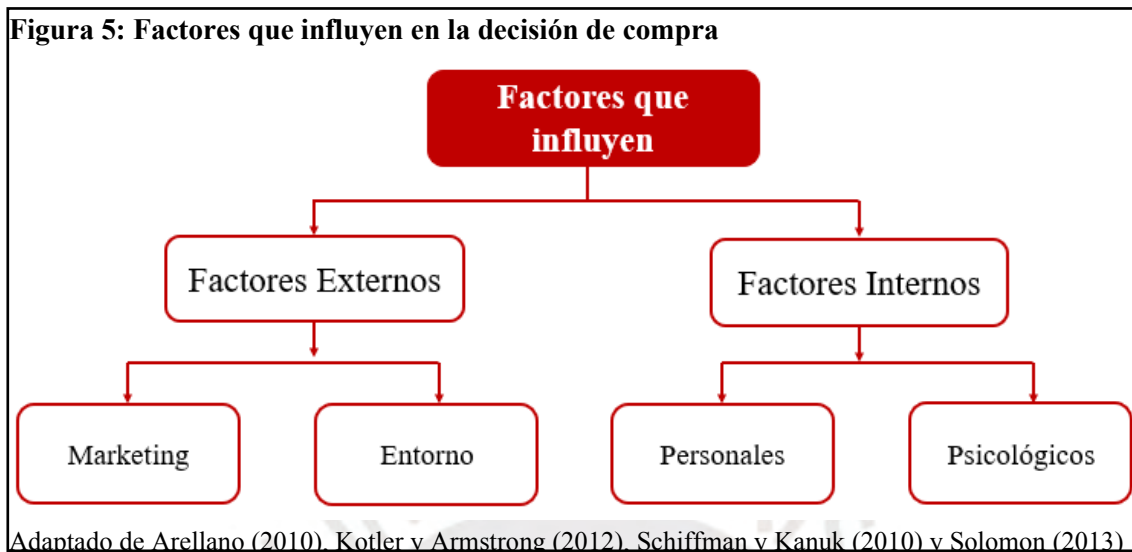 Figura 5: Factores que influyen en la decisión de compra
Factores que
influyen
Factores Externos
Factores Internos
Marketing
Entorno
Personales
Psicológicos
Adaptado de Arellano (2010), Kotler y Armstrong (2012), Schiffman y Kanuk (2010) y Solomon (2013)